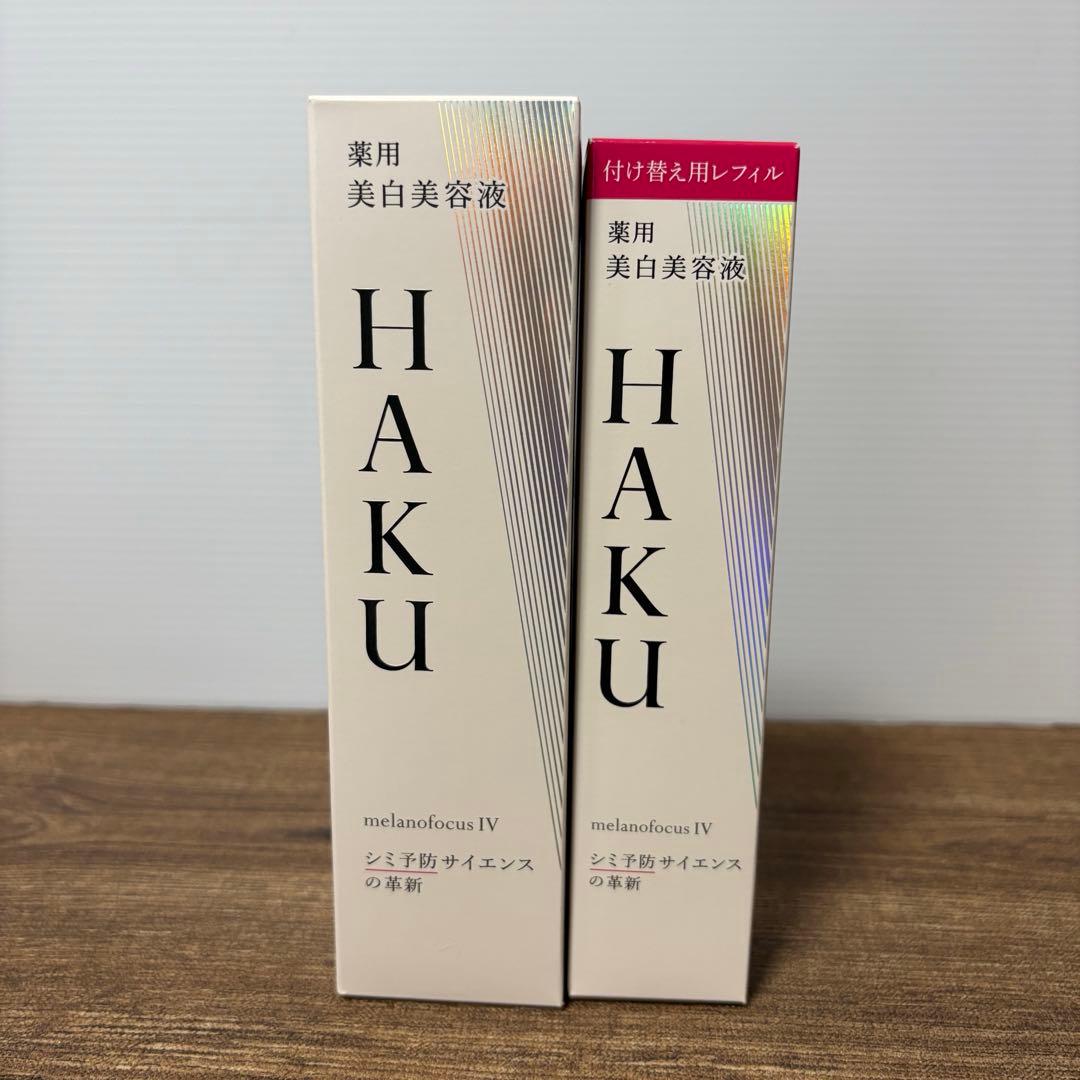 薬用
美白美容液
HAKU
melanofocus IV
シミ予防サイエンス
の革新
付け替え用レフィル
薬用
美白美容液
HAKU
melanofocus IV
シミ予防サイエンス
の革新